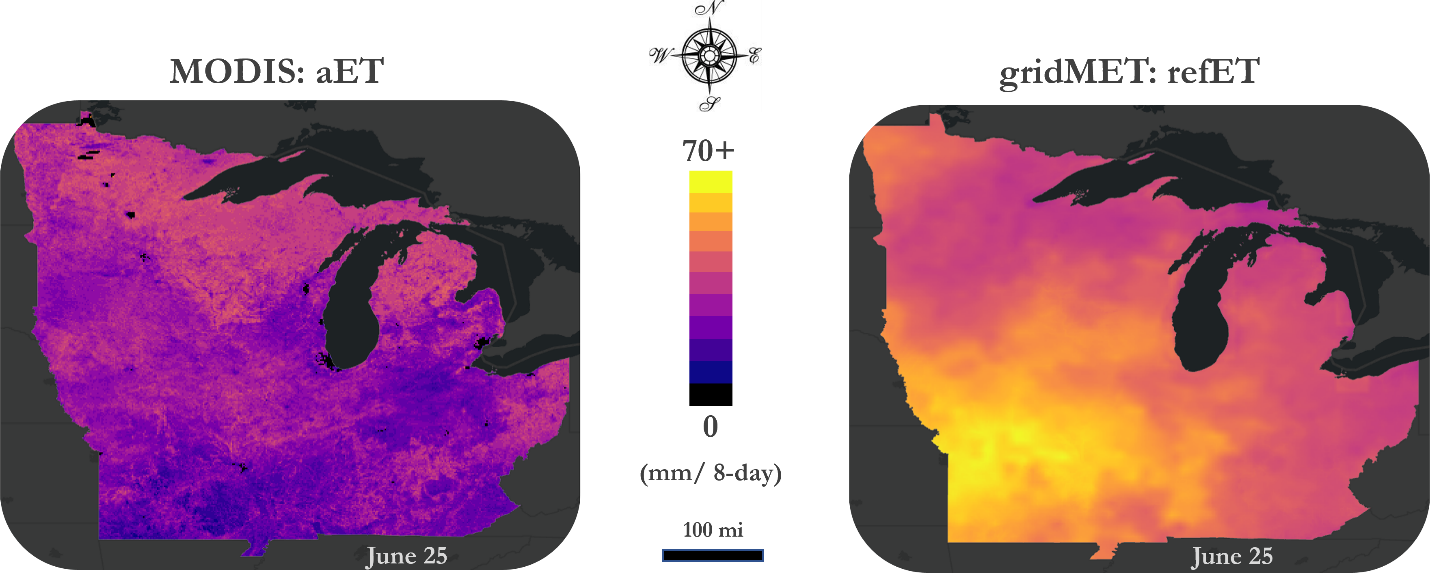 N
W E
S
MODIS: aET
gridMET: refET
70+
0
(mm/ 8-day)
100 mi
June 25
June 25